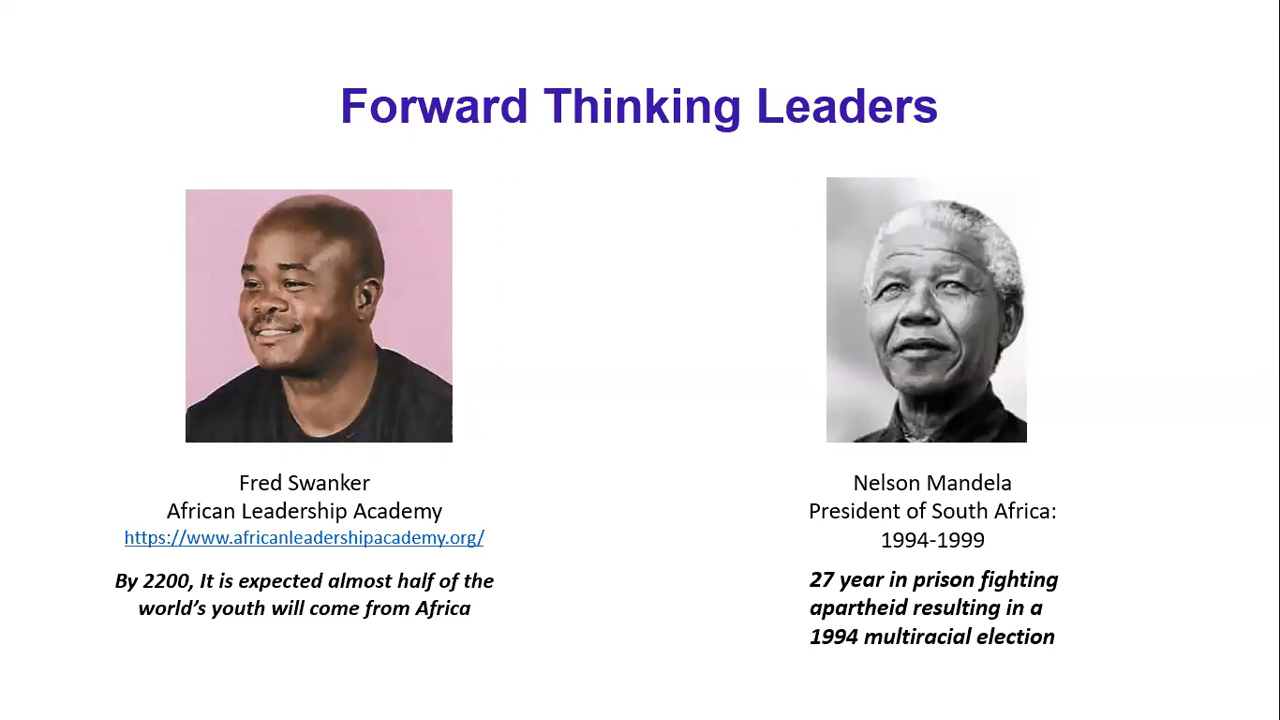 Forward Thinking Leaders
Fred Swanker
African Leadership Academy
https://www.africanleadershipacademy.org/
By 2200, It is expected almost half of the
world's youth will come from Africa
Nelson Mandela
President of South Africa:
1994-1999
27 year in prison fighting
apartheid resulting in a
1994 multiracial election